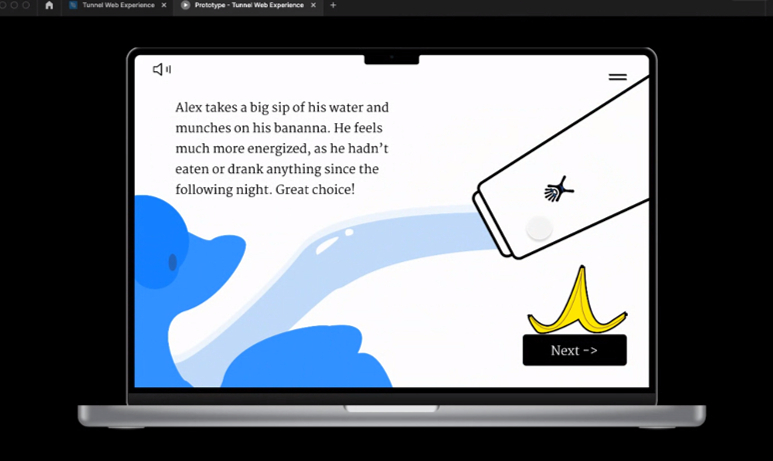 Tunnel Web Experience
Prototype - Tunnel Web Experience
Alex takes a big sip of his water and
munches on his bananna. He feels
much more energized, as he hadn't
eaten or drank anything since the
following night. Great choice!
Next ->